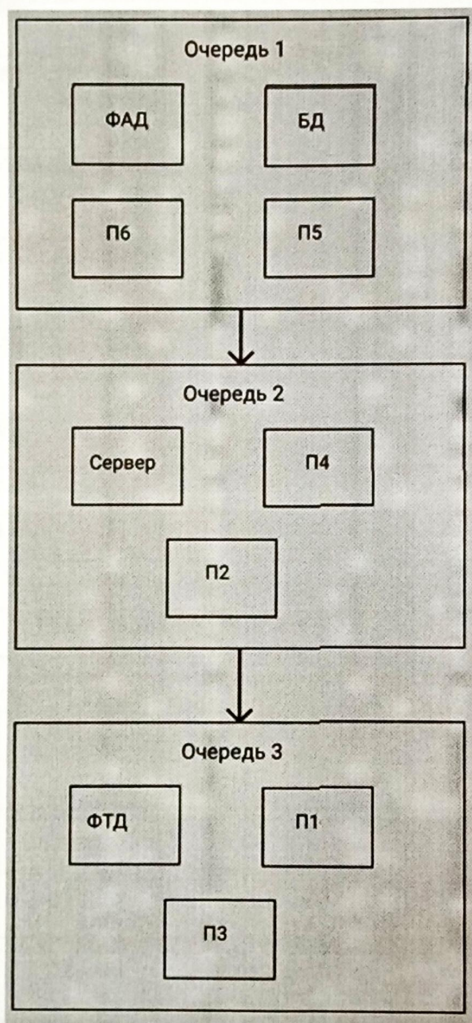 Очередь 1
ФАД БД
П6 П5
Очередь 2
Сервер П4
П2
Очередь 3
ФТД П1
П3